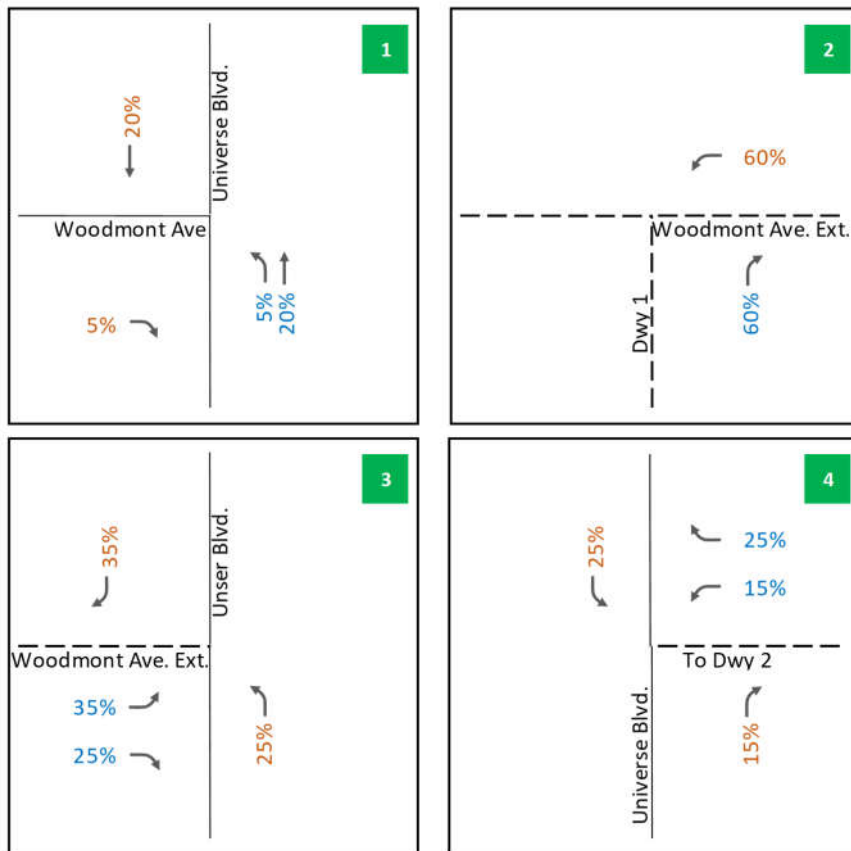 1
20%
Universe Blvd.
Woodmont Ave
5%
5%
20%
2
60%
Woodmont Ave. Ext.
Dwy 1
60%
3
35%
Unser Blvd.
Woodmont Ave. Ext.
35%
25%
25%
4
25%
25%
15%
To Dwy 2
Universe Blvd.
15%